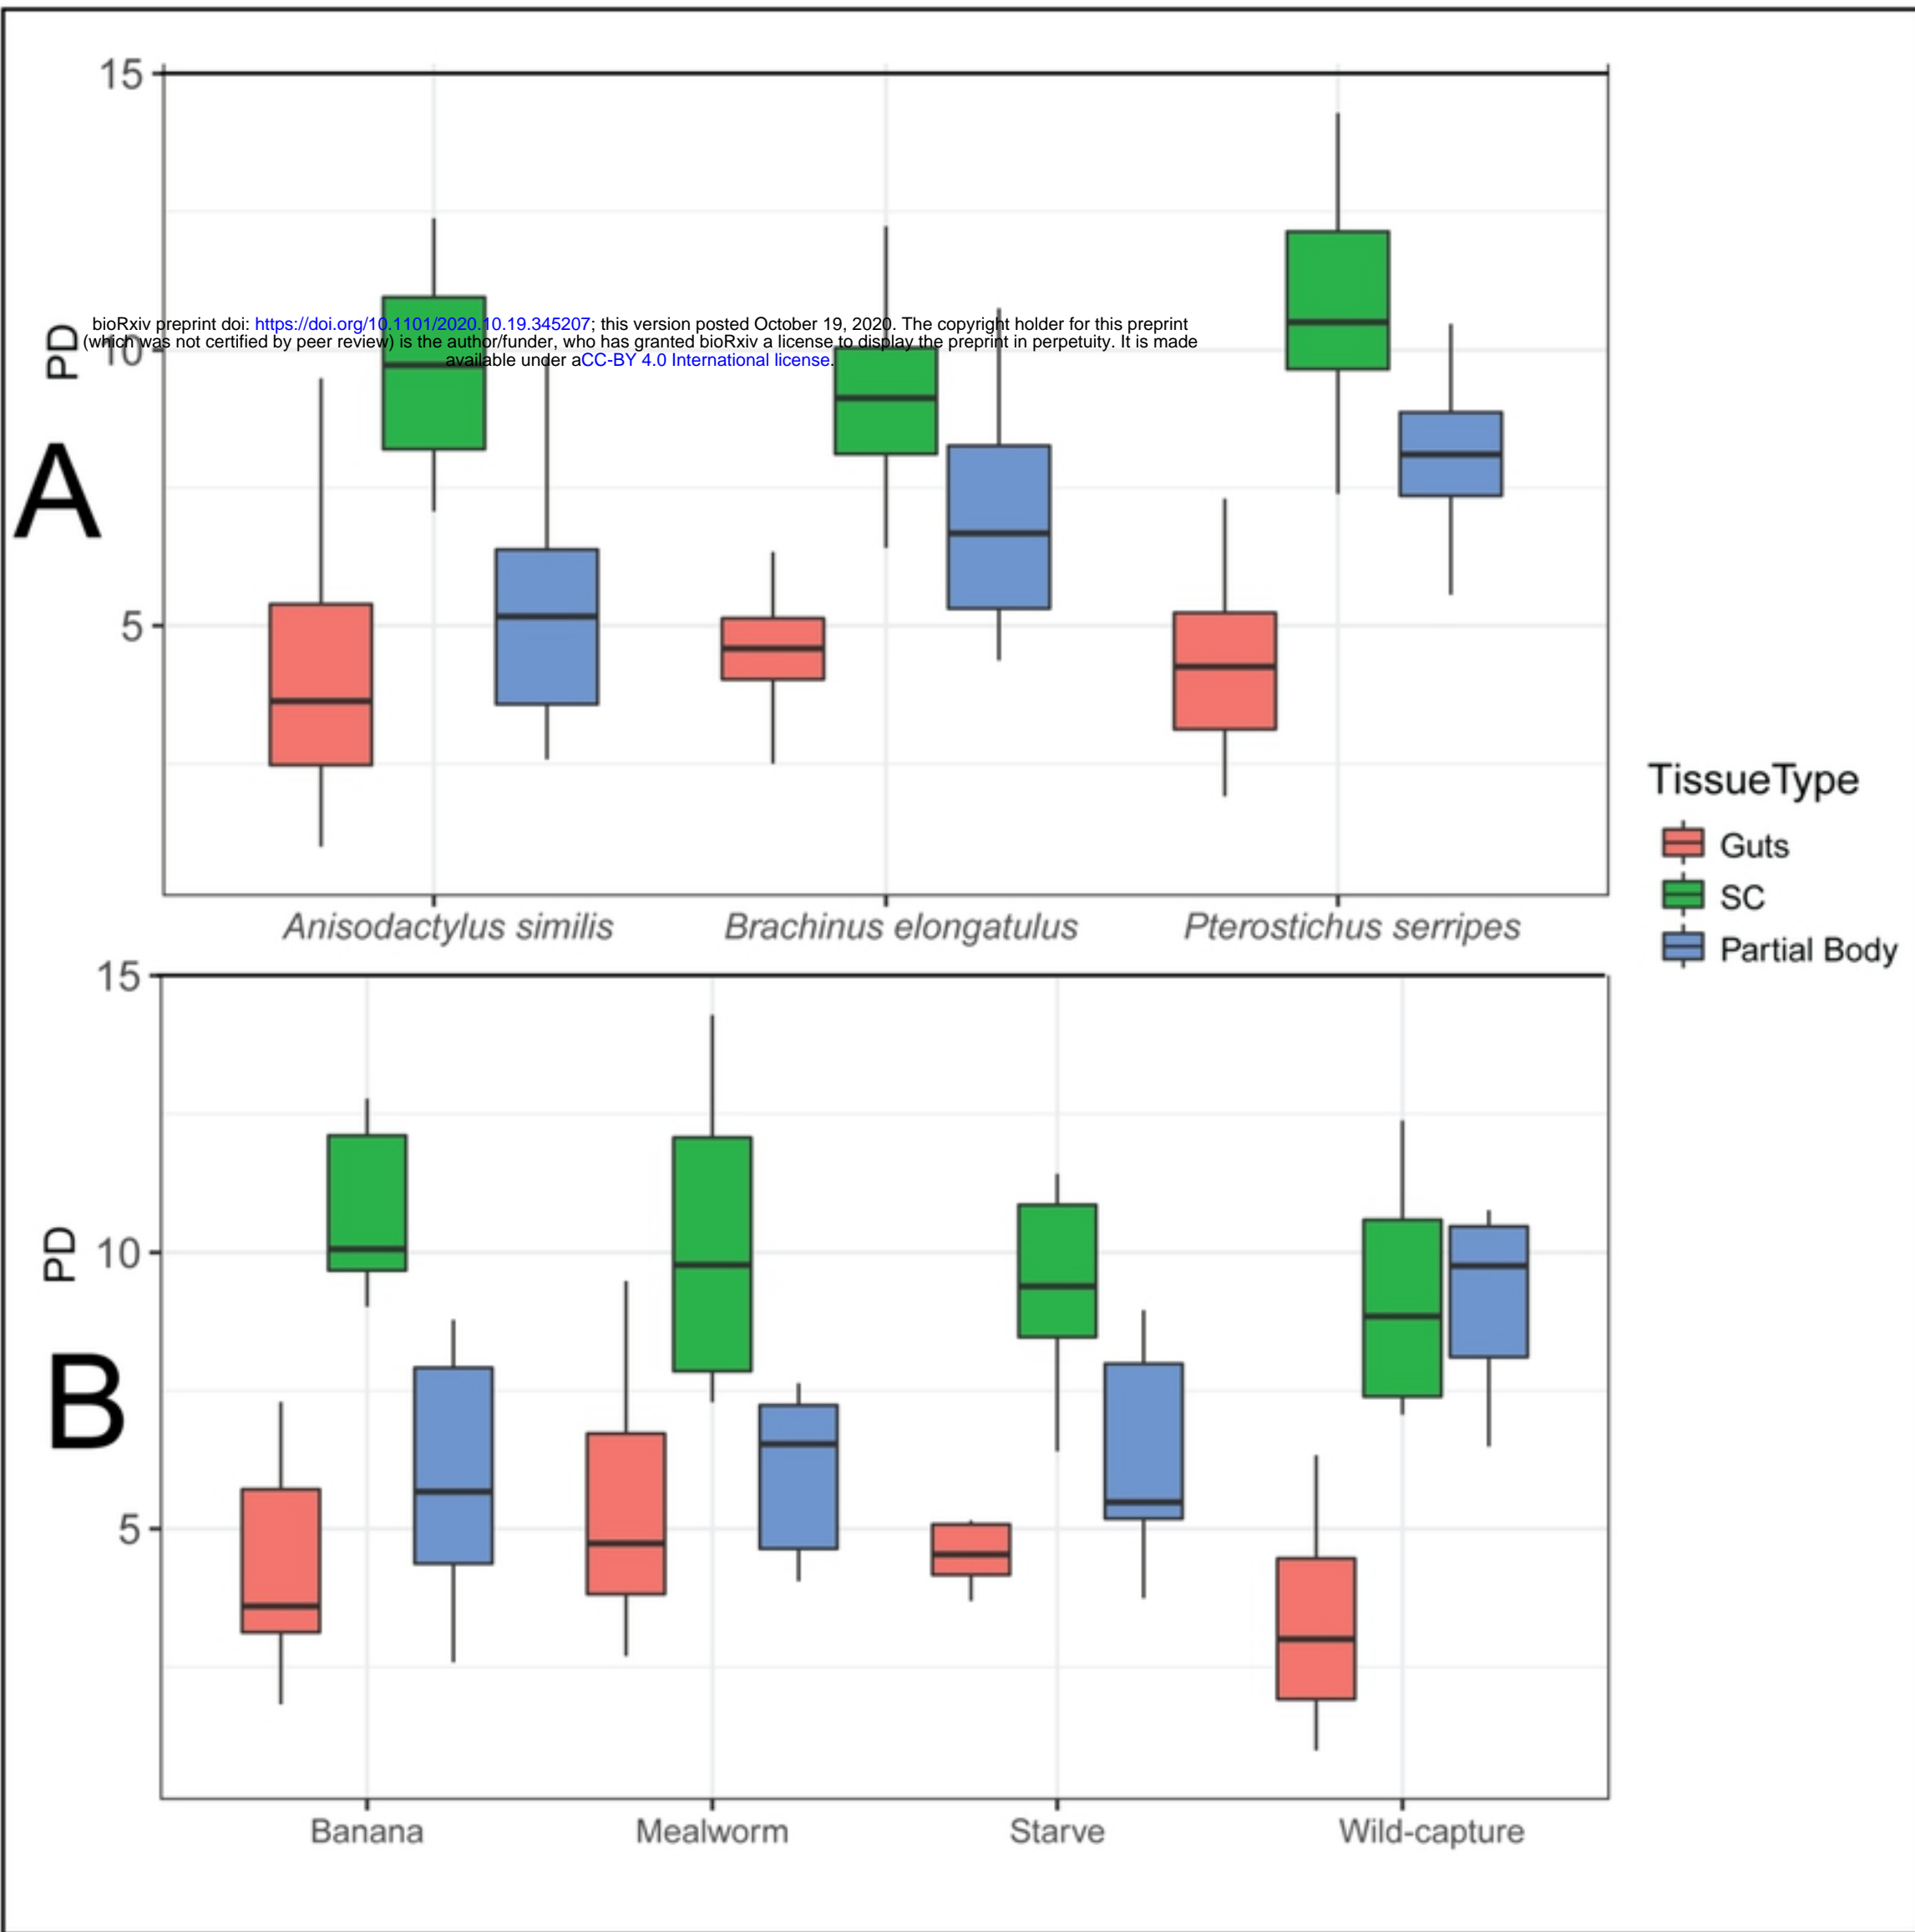 15
bioRxiv preprint doi: https://doi.org/10.1101/2020.10.19.345207; this version posted October 19, 2020. The copyright holder for this preprint
(which was not certified by peer review) is the author/funder, who has granted bioRxiv a license to display the preprint in perpetuity. It is made
available under aCC-BY 4.0 International license.
PD
10
A
5
Anisodactylus similis Brachinus elongatulus Pterostichus serripes
TissueType
Guts
SC
Partial Body
15
PD
10
B
5
Banana Mealworm Starve Wild-capture